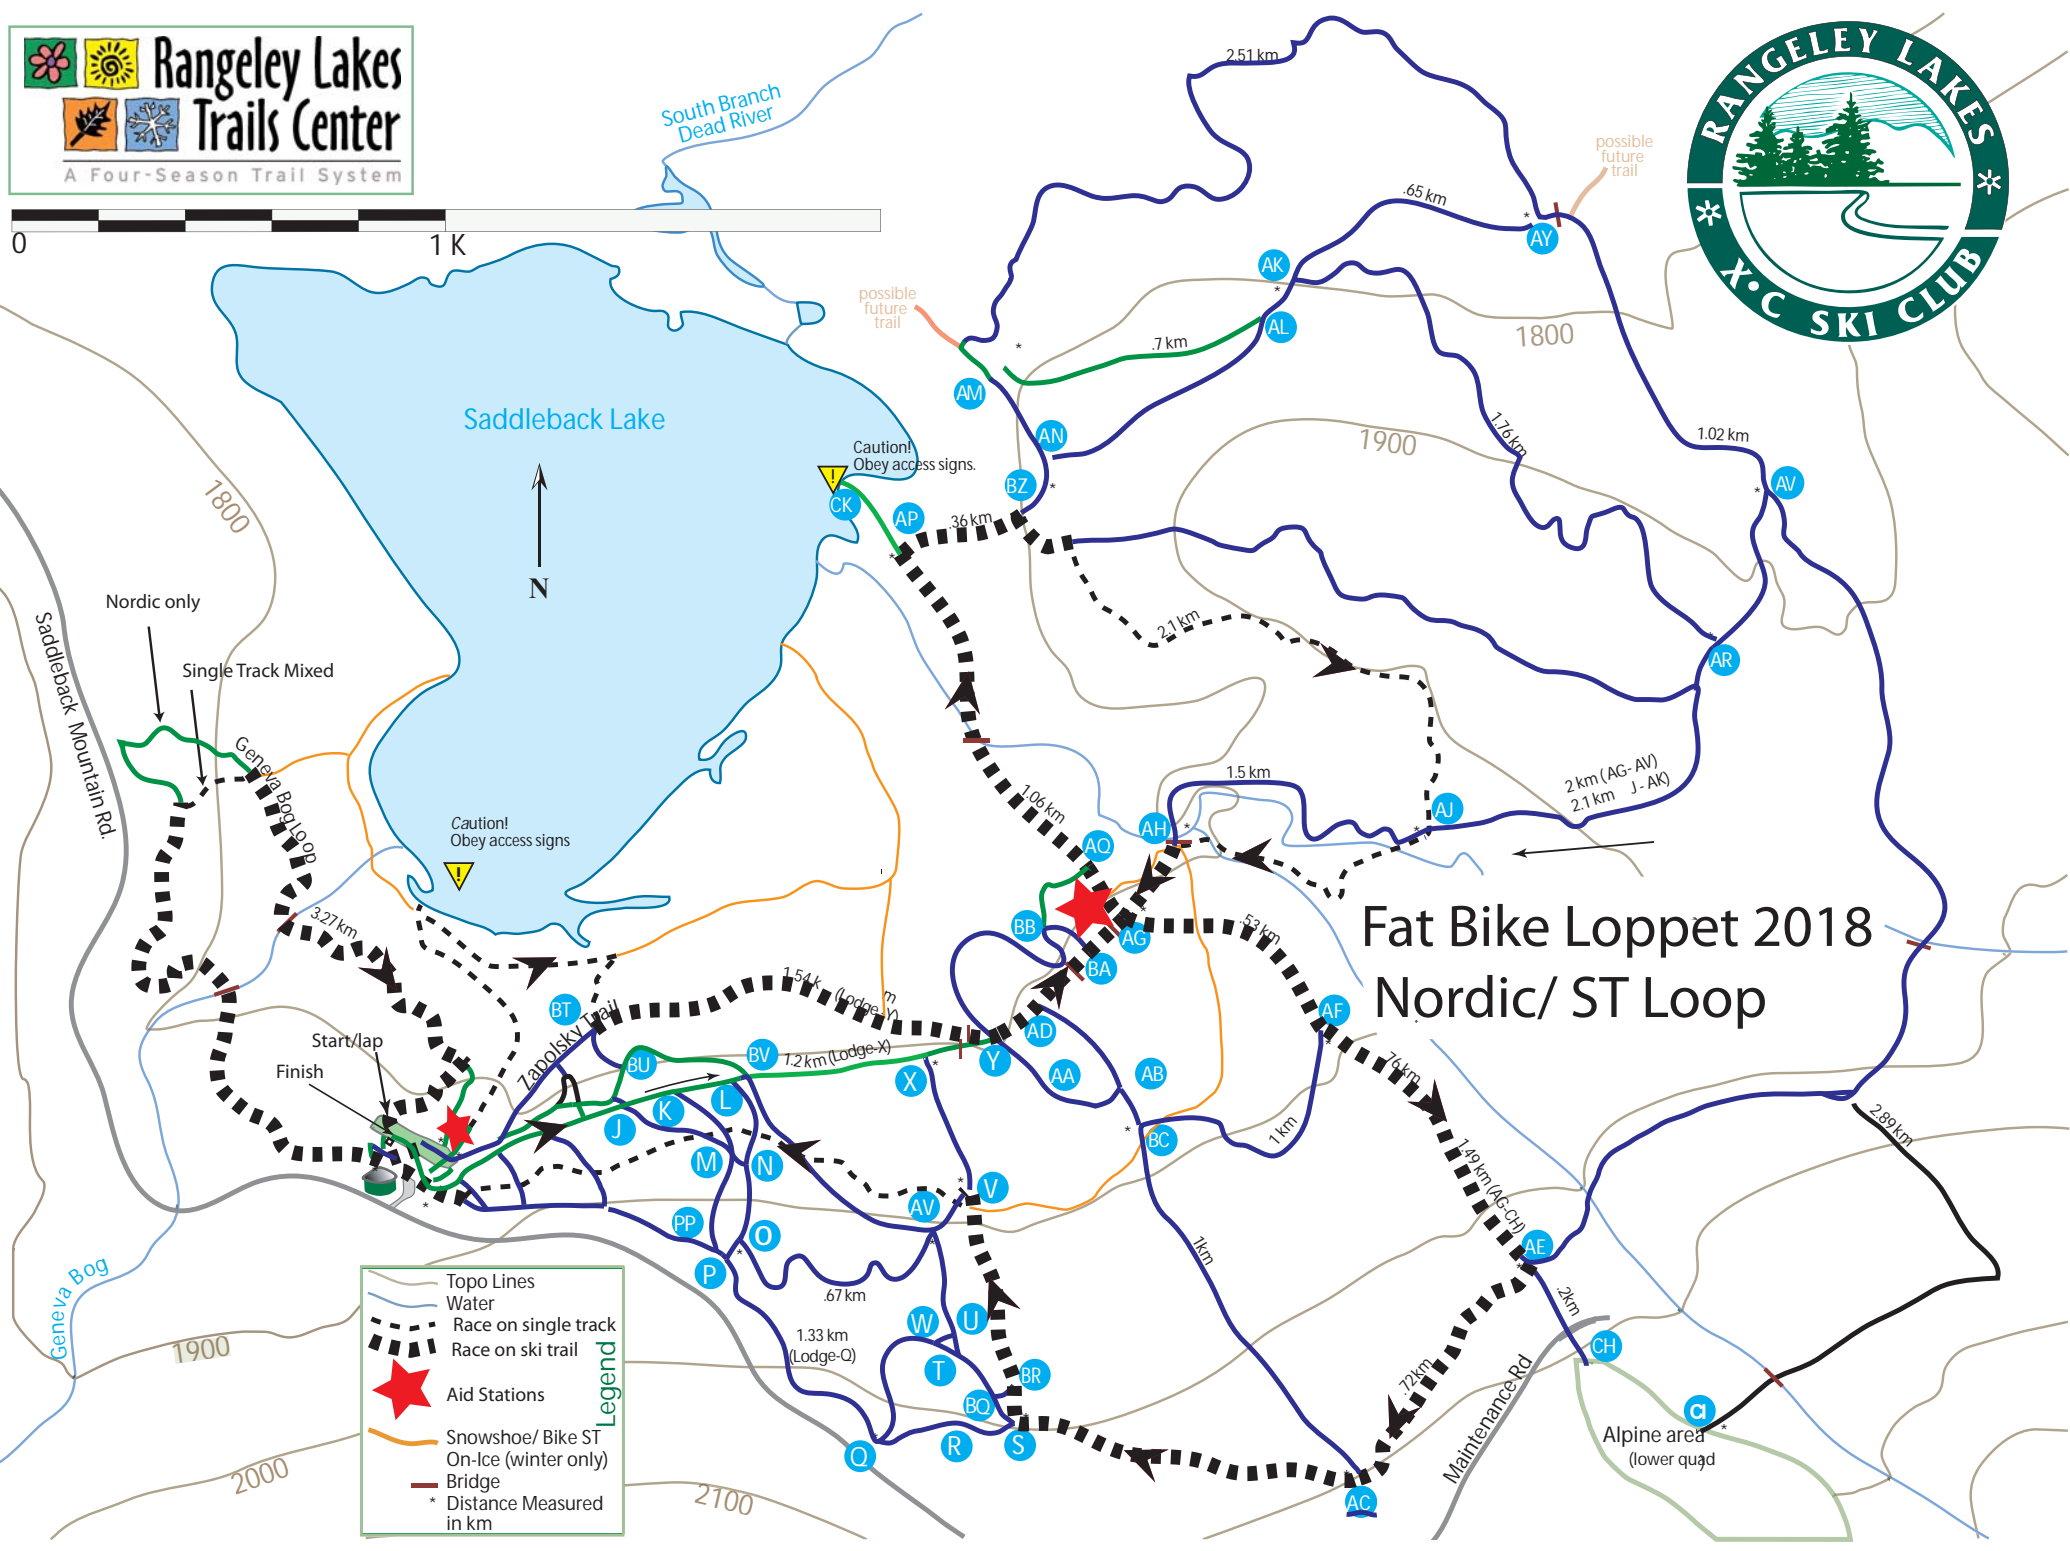 Rangeley Lakes
Trails Center
A Four-Season Trail System
0
1 K
RANGELEY LAKES
X•C SKI CLUB
South Branch
Dead River
2.51 km
possible
future
trail
.65 km
AY
AK
AL
1800
possible
future
trail
.7 km
AM
AN
Saddleback Lake
1900
1.76 km
1.02 km
AV
Caution!
Obey access signs.
CK
BZ
AP
.36 km
N
1800
Nordic only
Single Track Mixed
Saddleback Mountain Rd.
Geneva Bog Loop
2.1 km
AR
2 km (AG- AV)
2.1 km J - AK)
1.5 km
1.06 km
AJ
AH
AQ
Caution!
Obey access signs
3.27 km
BB
AG
BA
.53 km
Fat Bike Loppet 2018
Nordic/ ST Loop
1.54 k m
(Lodge-Y)
BT
Zapolsky Trail
Start/lap
Finish
BU
BV
1.2 km (Lodge-X)
X
Y
AD
AA
AB
AF
.76 km
BC
1 km
1.49 km (AG-CH)
2.89 km
J
K
L
M
N
V
AV
PP
O
P
.67 km
1km
AE
.2km
CH
Geneva Bog
1900
2000
2100
1.33 km
(Lodge-Q)
W
U
T
BR
BQ
Q
R
S
.72km
AC
Maintenance Rd
a
Alpine area
(lower quad)
Legend
Topo Lines
Water
Race on single track
Race on ski trail
Aid Stations
Snowshoe/ Bike ST
On-Ice (winter only)
Bridge
* Distance Measured
in km